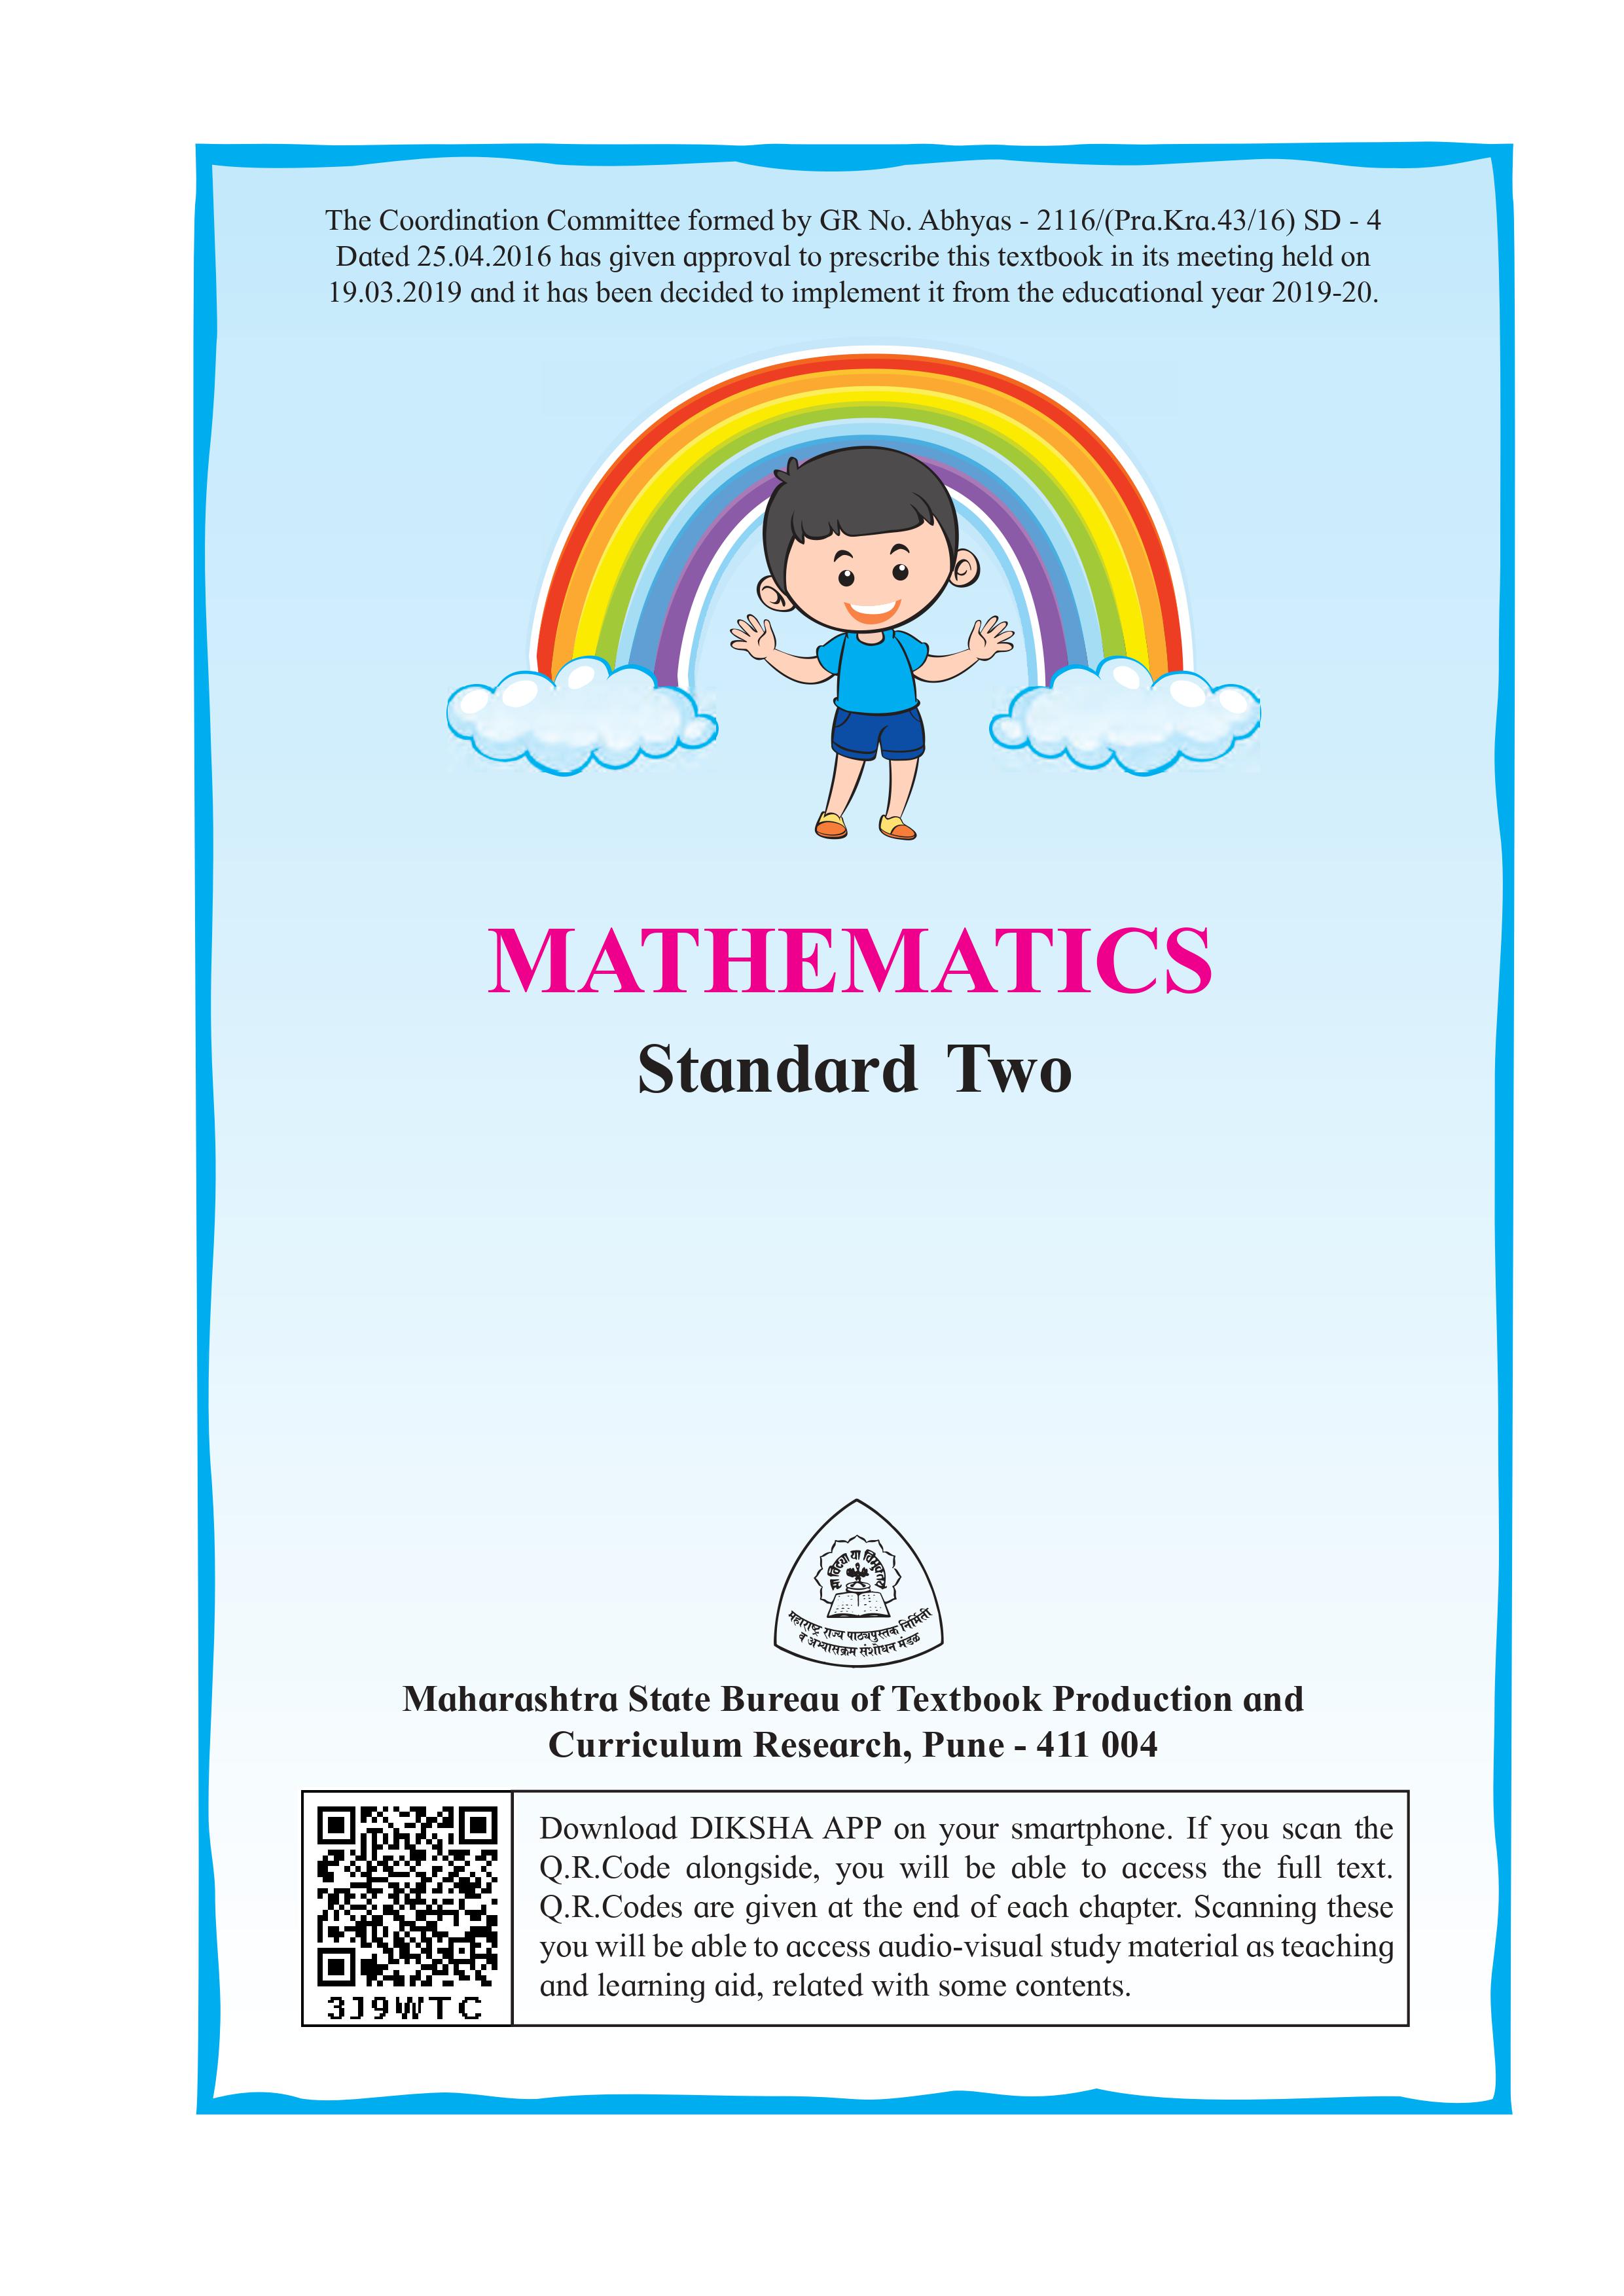 The Coordination Committee formed by GR No. Abhyas - 2116/(Pra.Kra.43/16) SD - 4
Dated 25.04.2016 has given approval to prescribe this textbook in its meeting held on
19.03.2019 and it has been decided to implement it from the educational year 2019-20.
MATHEMATICS
Standard Two
या विद्या या विमुक्तये
महाराष्ट्र राज्य पाठ्यपुस्तक निर्मिती
व अभ्यासक्रम संशोधन मंडळ
Maharashtra State Bureau of Textbook Production and
Curriculum Research, Pune - 411 004
Download DIKSHA APP on your smartphone. If you scan the
Q.R.Code alongside, you will be able to access the full text.
Q.R.Codes are given at the end of each chapter. Scanning these
you will be able to access audio-visual study material as teaching
and learning aid, related with some contents.
3J9WTC